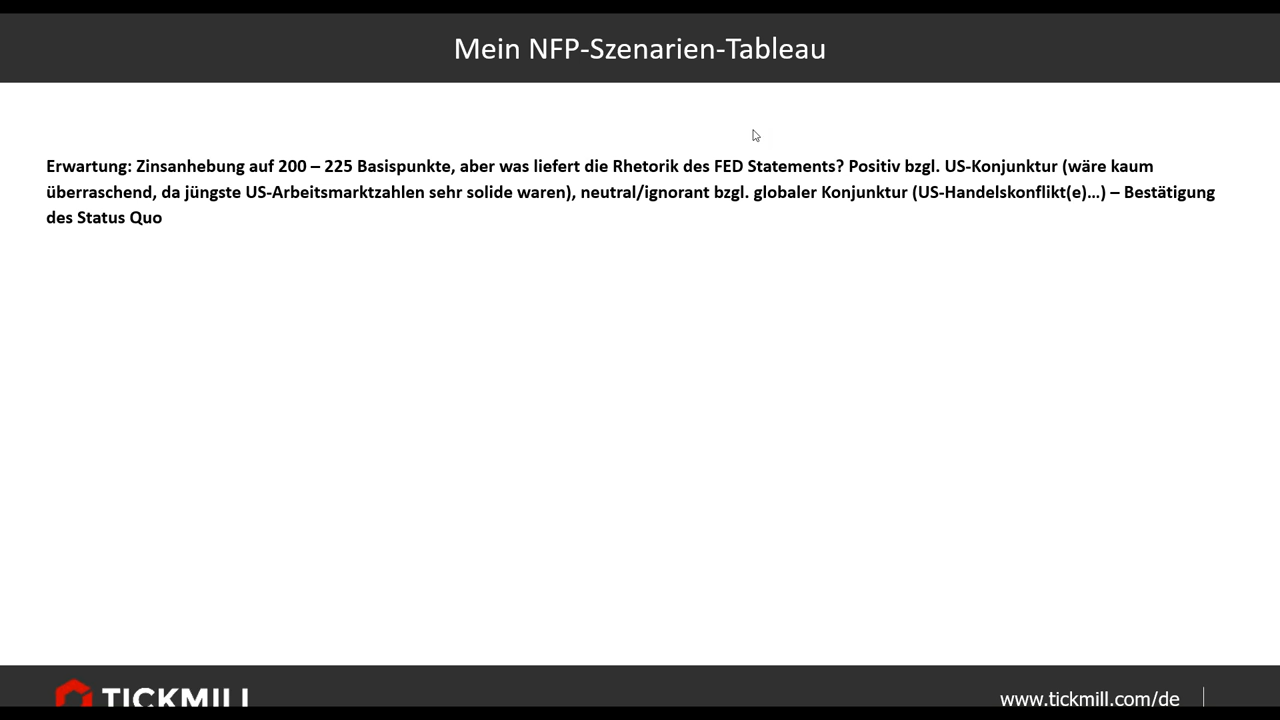 Mein NFP-Szenarien-Tableau
Erwartung: Zinsanhebung auf 200 – 225 Basispunkte, aber was liefert die Rhetorik des FED Statements? Positiv bzgl. US-Konjunktur (wäre kaum
überraschend, da jüngste US-Arbeitsmarktzahlen sehr solide waren), neutral/ignorant bzgl. globaler Konjunktur (US-Handelskonflikt(e)…) – Bestätigung
des Status Quo
TICKMILL
www.tickmill.com/de